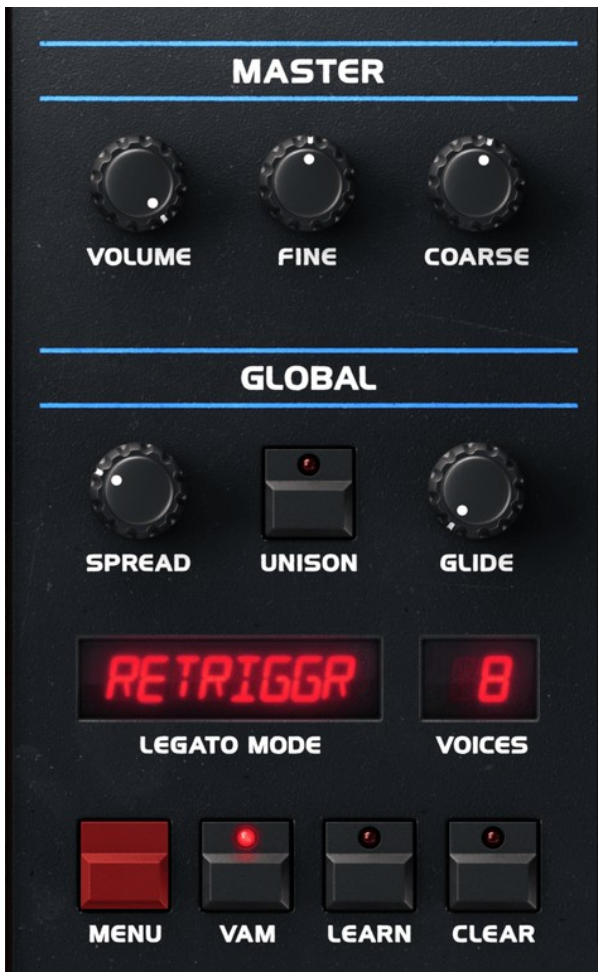 MASTER
VOLUME FINE COARSE
GLOBAL
SPREAD UNISON GLIDE
RETRIGGR 8
LEGATO MODE VOICES
MENU VAM LEARN CLEAR